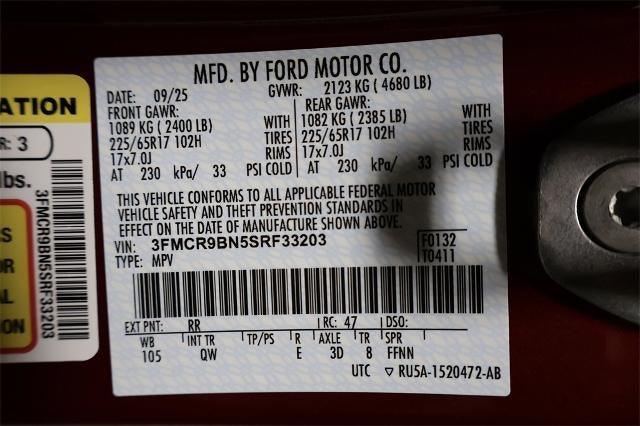 MFD. BY FORD MOTOR CO.
DATE: 09/25 GVWR: 2123 KG ( 4680 LB)
FRONT GAWR: REAR GAWR:
1089 KG ( 2400 LB) WITH 1082 KG ( 2385 LB) WITH
225/65R17 102H TIRES 225/65R17 102H TIRES
17x7.0J RIMS 17x7.0J RIMS
AT 230 kPa/ 33 PSI COLD AT 230 kPa/ 33 PSI COLD
THIS VEHICLE CONFORMS TO ALL APPLICABLE FEDERAL MOTOR
VEHICLE SAFETY AND THEFT PREVENTION STANDARDS IN
EFFECT ON THE DATE OF MANUFACTURE SHOWN ABOVE.
VIN: 3FMCR9BN5SRF33203 F0132
TYPE: MPV T0411
EXT PNT: RR RC: 47 DSO:
WB INT TR TP/PS R AXLE TR SPR
105 QW E 3D 8 FFNN
UTC ▽ RU5A-1520472-AB
ATION
R: 3
lbs.
S
OR
AL
ION
3FMCR9BN5SRF33203